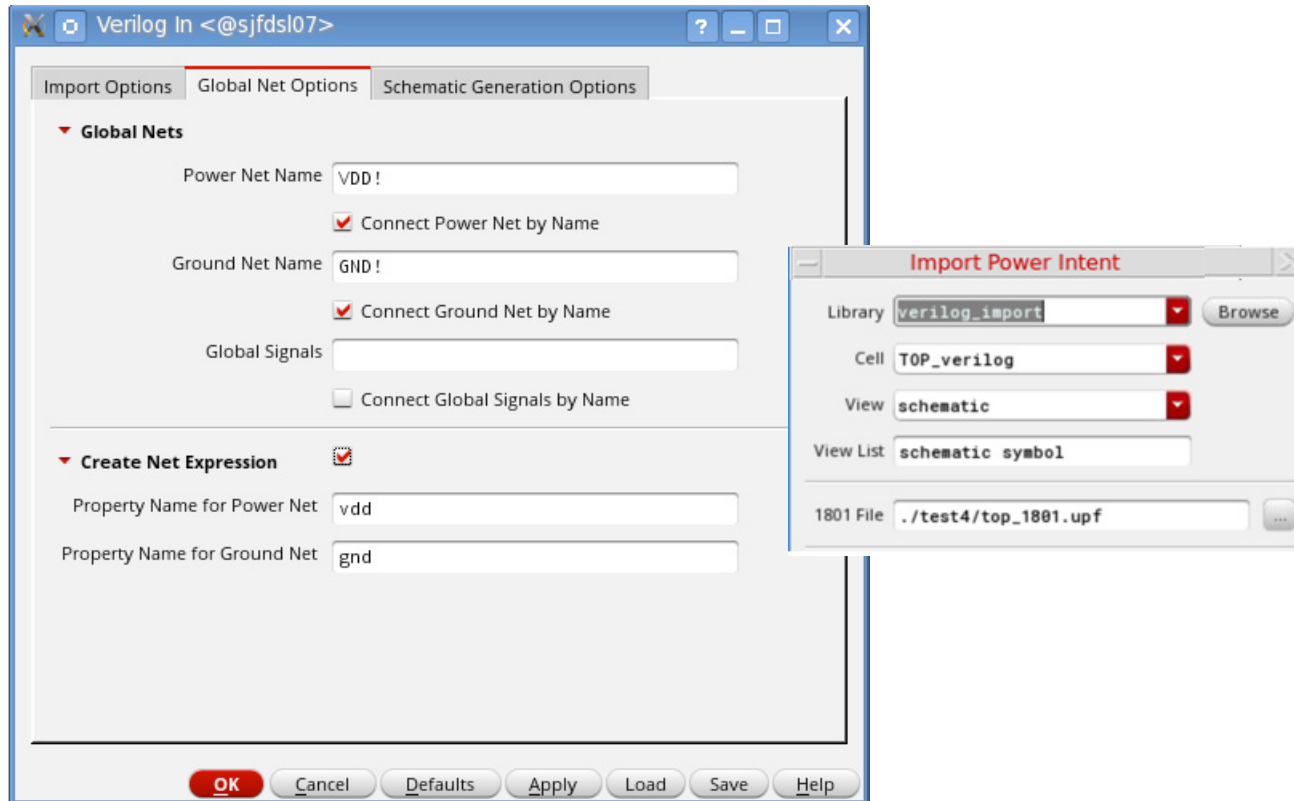 Verilog In <@sjfdsl07>
?
Import Options Global Net Options Schematic Generation Options
Global Nets
Power Net Name VDD!
Connect Power Net by Name
Ground Net Name GND!
Connect Ground Net by Name
Global Signals
Connect Global Signals by Name
Create Net Expression
Property Name for Power Net vdd
Property Name for Ground Net gnd
OK Cancel Defaults Apply Load Save Help
Import Power Intent
Library verilog_import Browse
Cell TOP_verilog
View schematic
View List schematic symbol
1801 File ./test4/top_1801.upf ...